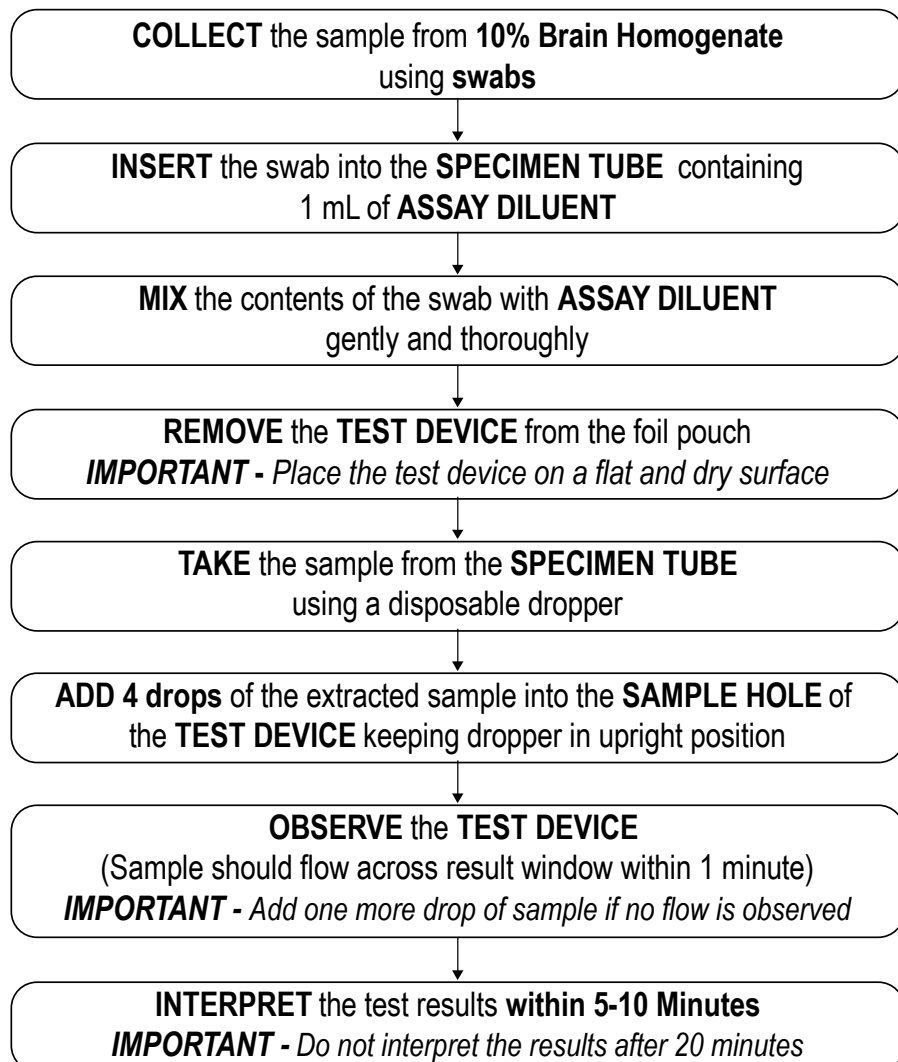 COLLECT the sample from 10% Brain Homogenate
using swabs
INSERT the swab into the SPECIMEN TUBE containing
1 mL of ASSAY DILUENT
MIX the contents of the swab with ASSAY DILUENT
gently and thoroughly
REMOVE the TEST DEVICE from the foil pouch
IMPORTANT - Place the test device on a flat and dry surface
TAKE the sample from the SPECIMEN TUBE
using a disposable dropper
ADD 4 drops of the extracted sample into the SAMPLE HOLE of
the TEST DEVICE keeping dropper in upright position
OBSERVE the TEST DEVICE
(Sample should flow across result window within 1 minute)
IMPORTANT - Add one more drop of sample if no flow is observed
INTERPRET the test results within 5-10 Minutes
IMPORTANT - Do not interpret the results after 20 minutes